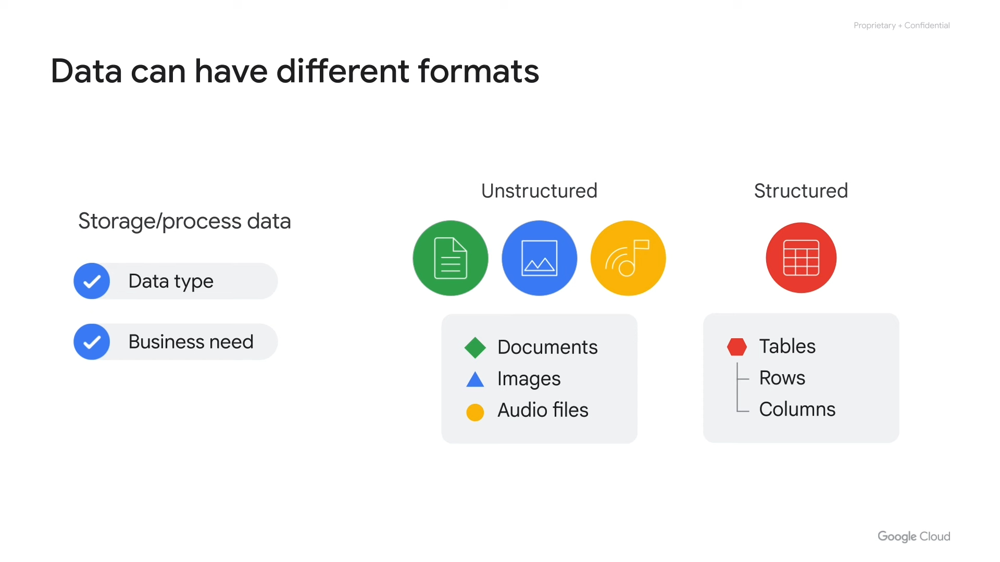 Proprietary + Confidential
Data can have different formats
Storage/process data
Data type
Business need
Unstructured
Documents
Images
Audio files
Structured
Tables
Rows
Columns
Google Cloud